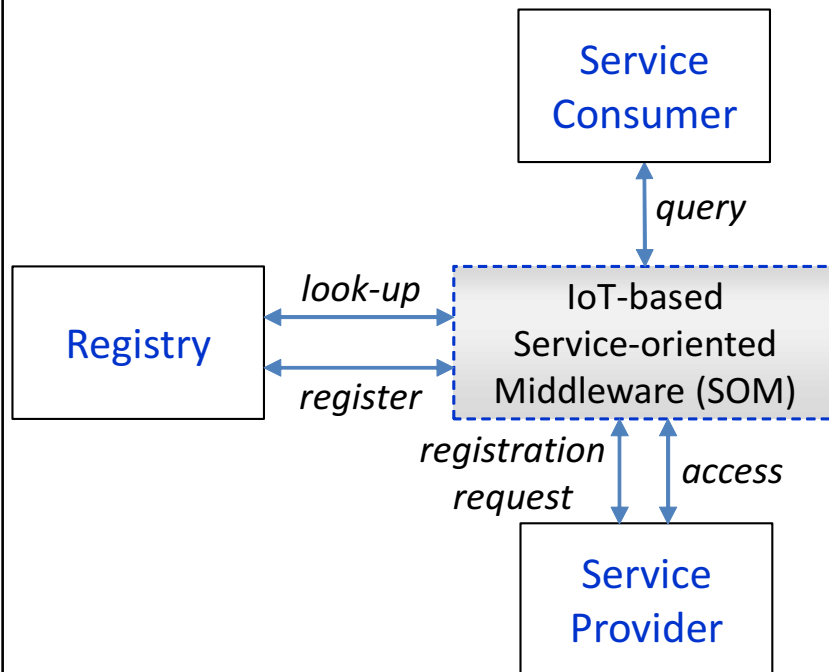 Service
Consumer
query
look-up
IoT-based
Service-oriented
Middleware (SOM)
Registry
register
registration
request
access
Service
Provider